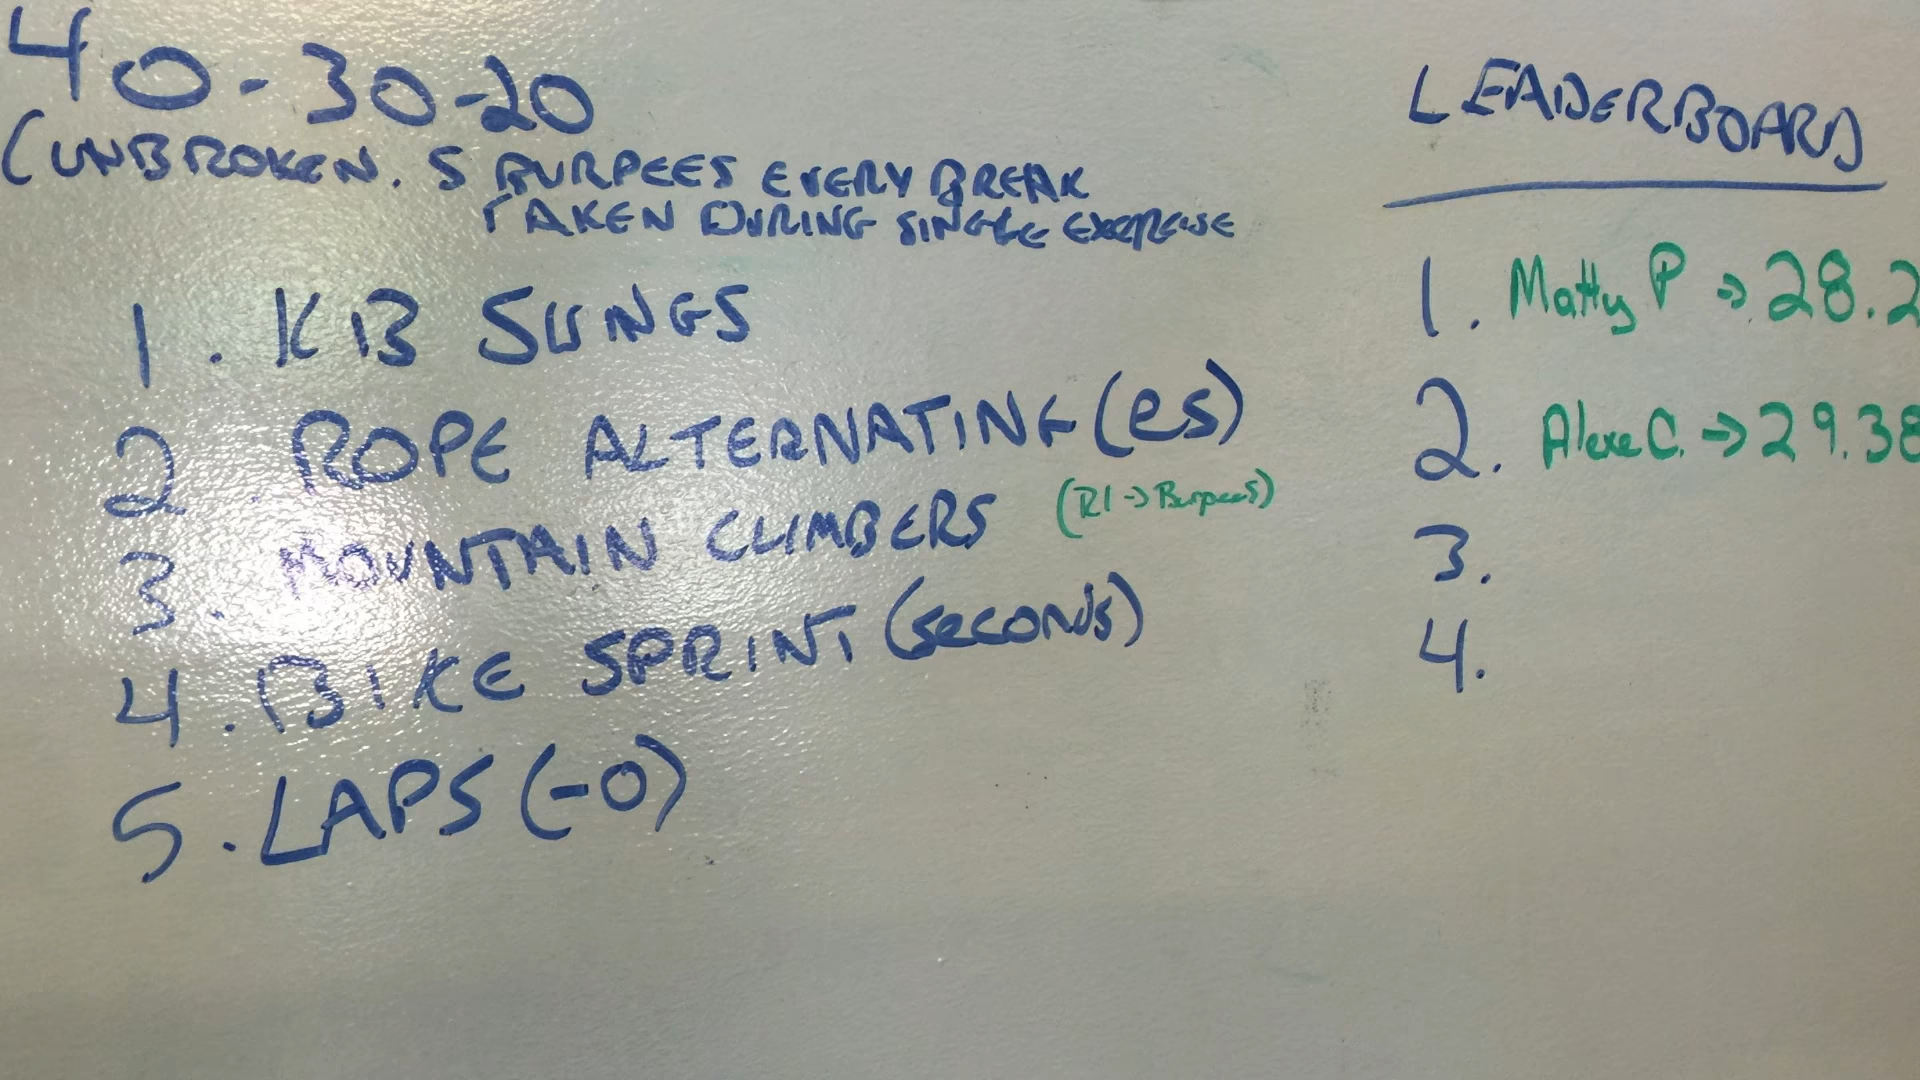 40-30-20
(UNBROKEN. 5 BURPEES EVERY BREAK
TAKEN DURING SINGLE EXERCISE
1. KB SWINGS
2. ROPE ALTERNATING (es)
3. MOUNTAIN CLIMBERS (R1 -> Burpees)
4. BIKE SPRINT (seconds)
5. LAPS (-0)
LEADERBOARD
1. Matty P -> 28.2
2. C. -> 29.38
3.
4.